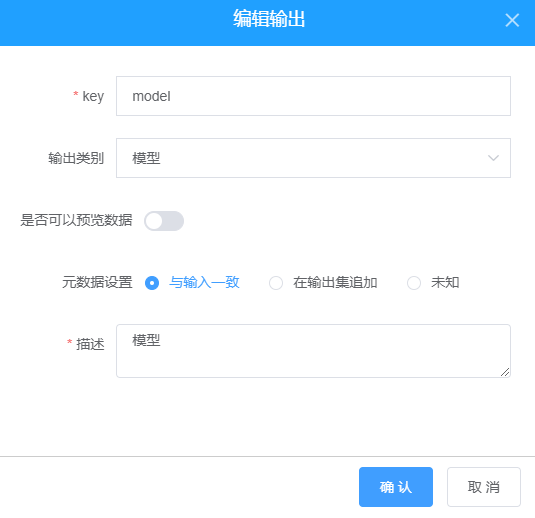 编辑输出
* key model
输出类别 模型
是否可以预览数据
元数据设置 与输入一致 在输出集追加 未知
* 描述 模型
确 认 取 消